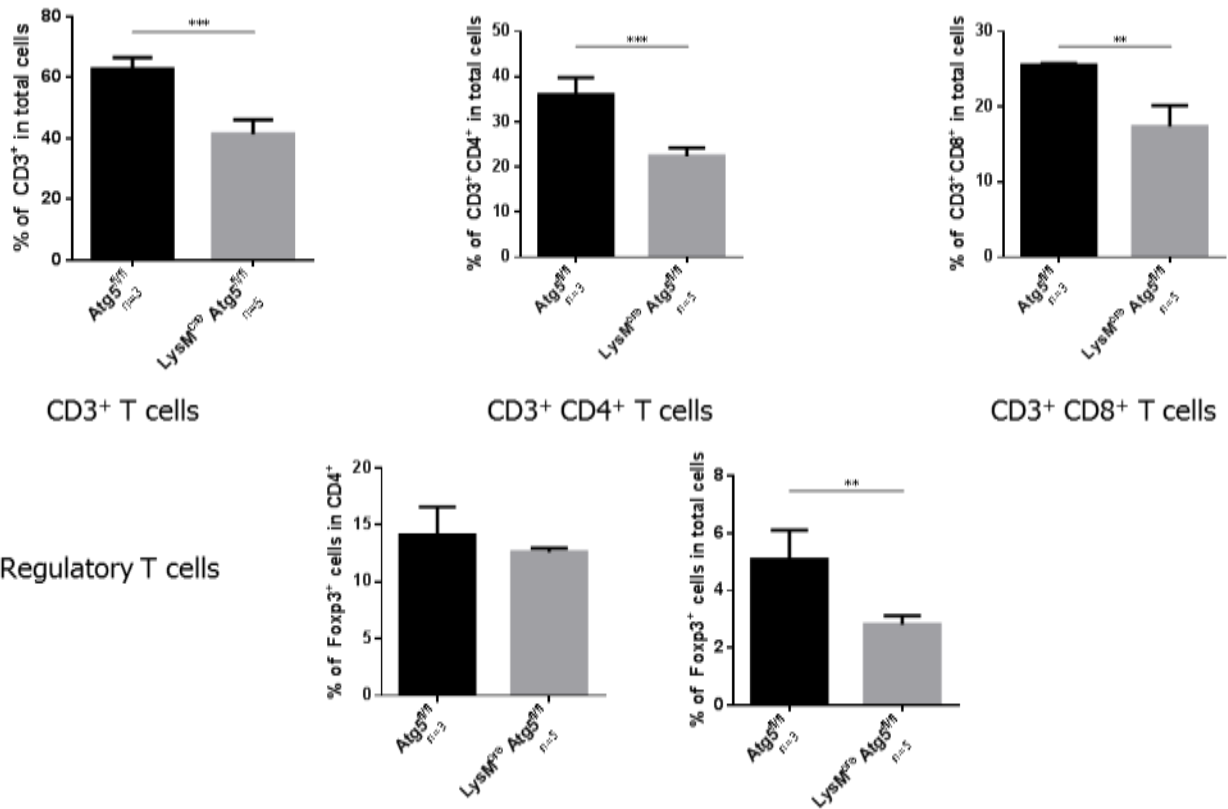 % of CD3⁺ in total cells
80
60
40
20
0
***
Atg5ᶠˡ/ᶠˡ
n=3
LysMᶜʳᵉ Atg5ᶠˡ/ᶠˡ
n=5
CD3⁺ T cells
% of CD3⁺CD4⁺ in total cells
50
40
30
20
10
0
***
Atg5ᶠˡ/ᶠˡ
n=3
LysMᶜʳᵉ Atg5ᶠˡ/ᶠˡ
n=5
CD3⁺ CD4⁺ T cells
% of CD3⁺CD8⁺ in total cells
30
20
10
0
**
Atg5ᶠˡ/ᶠˡ
n=3
LysMᶜʳᵉ Atg5ᶠˡ/ᶠˡ
n=5
CD3⁺ CD8⁺ T cells
Regulatory T cells
% of Foxp3⁺ cells in CD4⁺
20
15
10
5
0
Atg5ᶠˡ/ᶠˡ
n=3
LysMᶜʳᵉ Atg5ᶠˡ/ᶠˡ
n=5
% of Foxp3⁺ cells in total cells
8
6
4
2
0
**
Atg5ᶠˡ/ᶠˡ
n=3
LysMᶜʳᵉ Atg5ᶠˡ/ᶠˡ
n=5